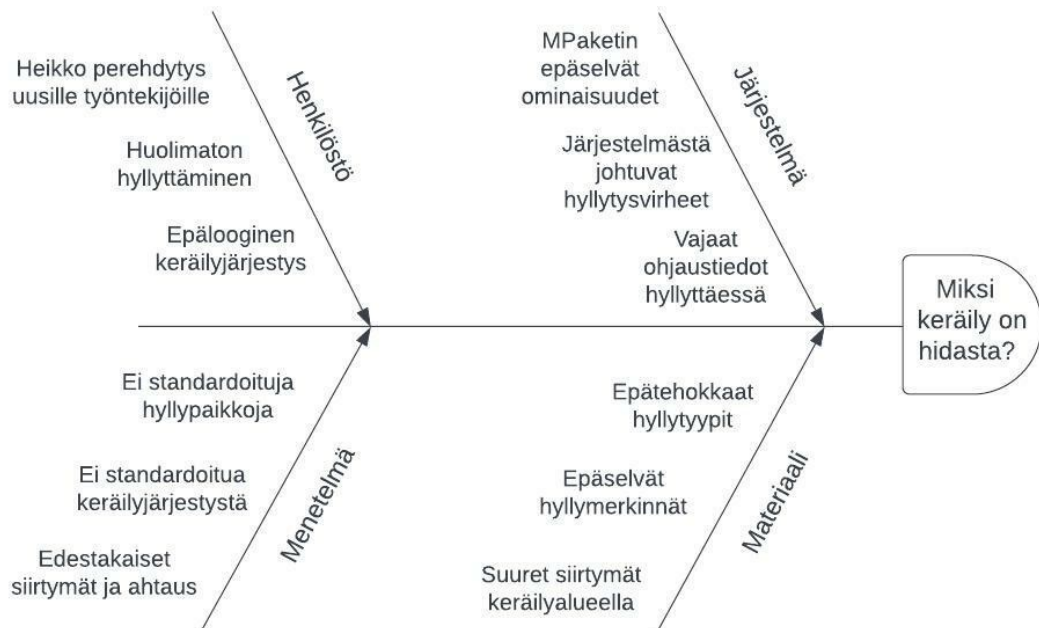 Heikko perehdytys
uusille työntekijöille
Huolimaton
hyllyttäminen
Epälooginen
keräilyjärjestys
Henkilöstö
MPaketin
epäselvät
ominaisuudet
Järjestelmästä
johtuvat
hyllytysvirheet
Vajaat
ohjaustiedot
hyllyttäessä
Järjestelmä
Miksi
keräily on
hidasta?
Ei standardoituja
hyllypaikkoja
Ei standardoitua
keräilyjärjestystä
Edestakaiset
siirtymät ja ahtaus
Menetelmä
Epätehokkaat
hyllytyypit
Epäselvät
hyllymerkinnät
Suuret siirtymät
keräilyalueella
Materiaali